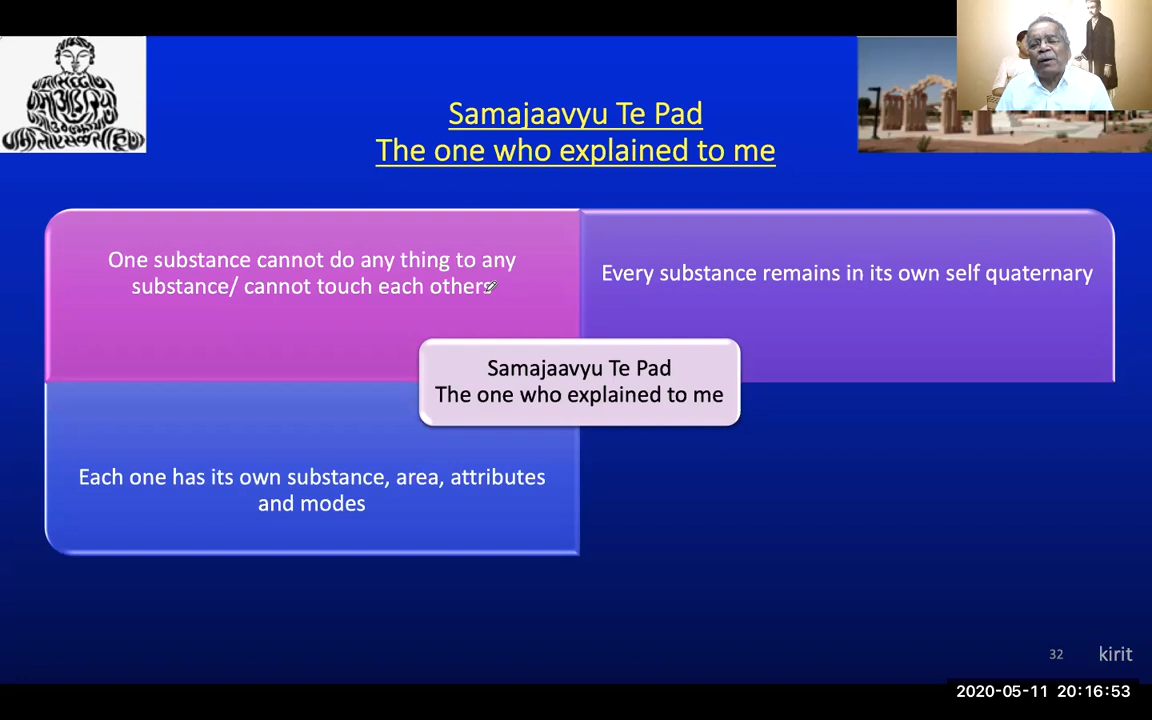 Samajaavyu Te Pad
The one who explained to me
One substance cannot do any thing to any
substance/ cannot touch each others
Every substance remains in its own self quaternary
Samajaavyu Te Pad
The one who explained to me
Each one has its own substance, area, attributes
and modes
32
kirit
2020-05-11 20:16:53